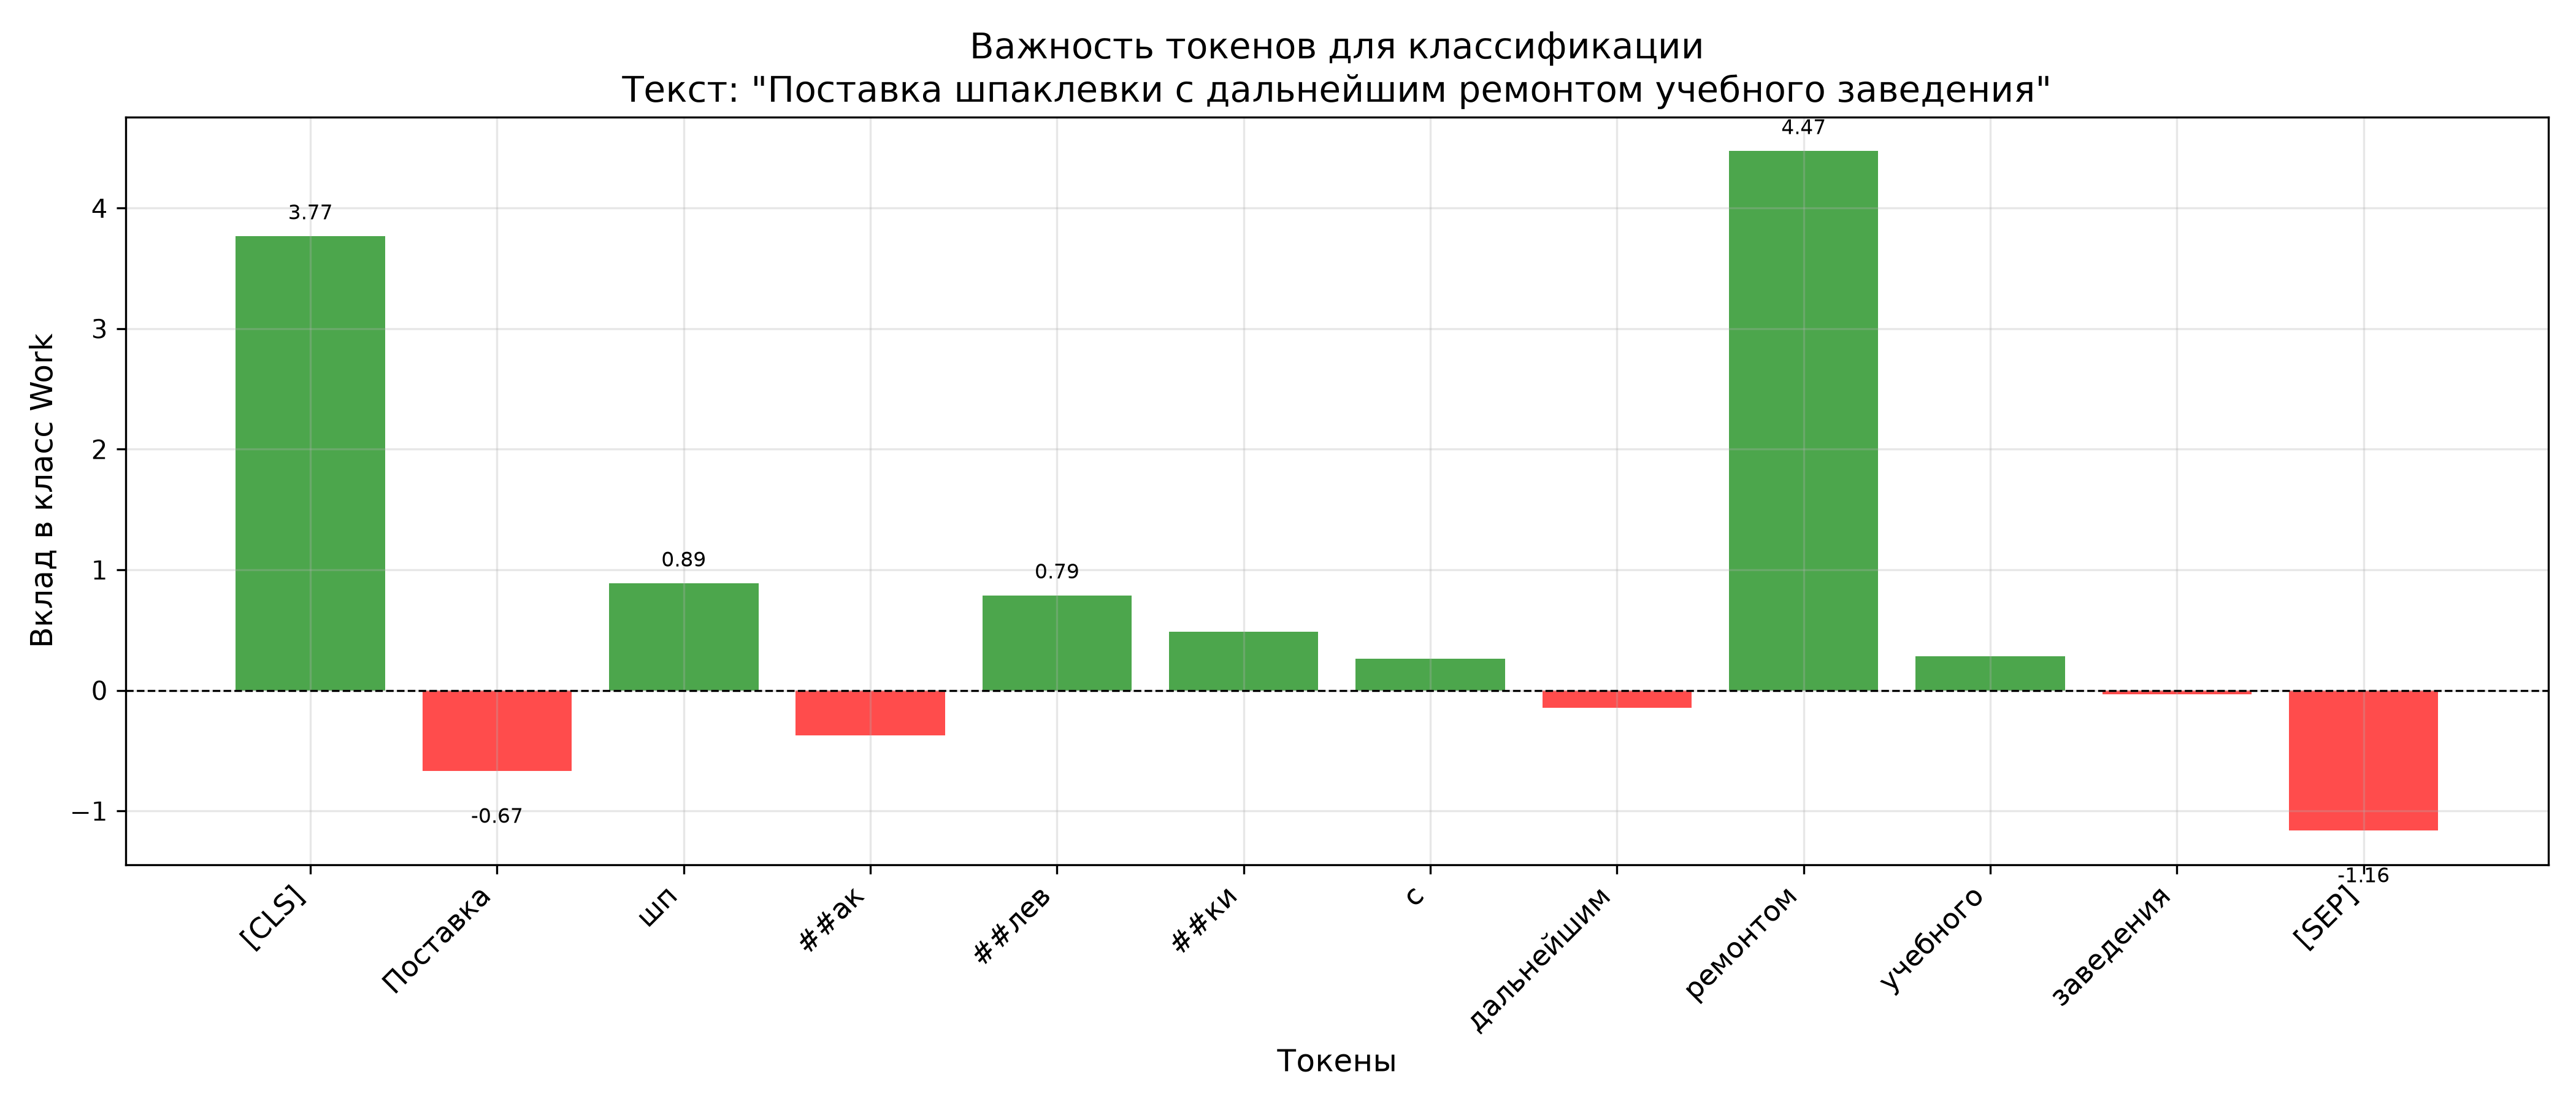 Важность токенов для классификации
Текст: "Поставка шпаклевки с дальнейшим ремонтом учебного заведения"
Вклад в класс Work
4
3
2
1
0
−1
3.77
-0.67
0.89
0.79
4.47
-1.16
[CLS]
Поставка
шп
##ак
##лев
##ки
с
дальнейшим
ремонтом
учебного
заведения
[SEP]
Токены